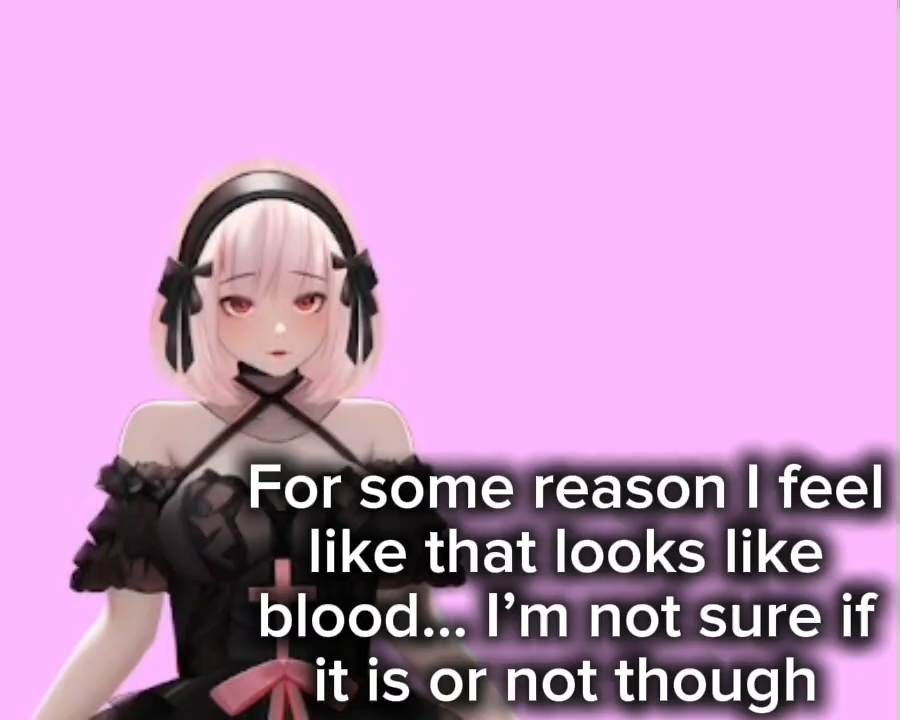 For some reason I feel
like that looks like
blood... I'm not sure if
it is or not though